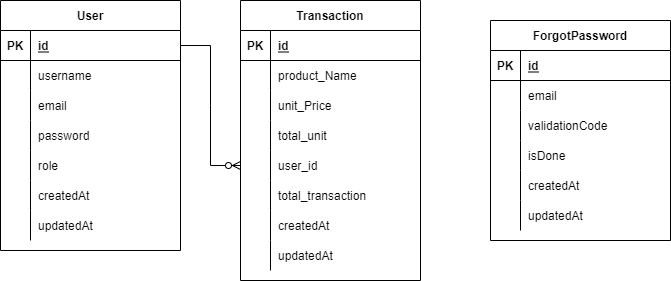 User
PK id
username
email
password
role
createdAt
updatedAt
Transaction
PK id
product_Name
unit_Price
total_unit
user_id
total_transaction
createdAt
updatedAt
ForgotPassword
PK id
email
validationCode
isDone
createdAt
updatedAt